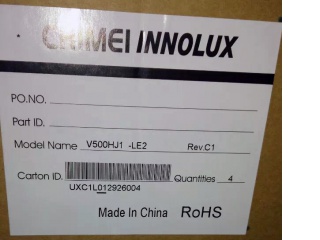 CHIMEI INNOLUX
PO.NO.
Part ID.
Model Name V500HJ1 -LE2 Rev.C1
Carton ID. Quantities 4
UXC1L012926004
Made In China RoHS